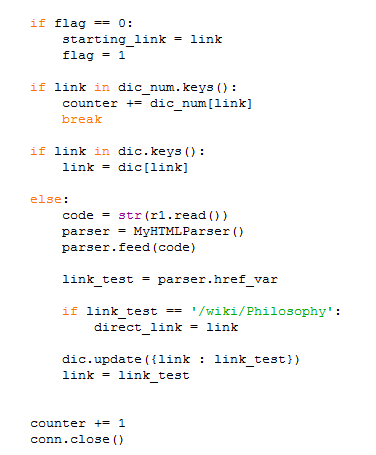 if flag == 0:
    starting_link = link
    flag = 1
if link in dic_num.keys():
    counter += dic_num[link]
    break
if link in dic.keys():
    link = dic[link]
else:
    code = str(r1.read())
    parser = MyHTMLParser()
    parser.feed(code)
    link_test = parser.href_var
    if link_test == '/wiki/Philosophy':
        direct_link = link
    dic.update({link : link_test})
    link = link_test
counter += 1
conn.close()